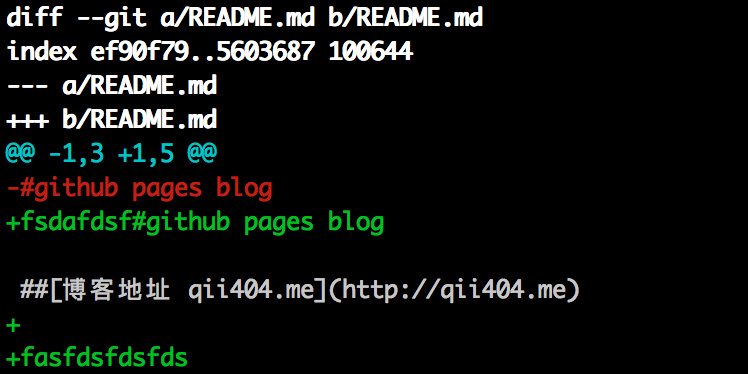 diff --git a/README.md b/README.md
index ef90f79..5603687 100644
--- a/README.md
+++ b/README.md
@@ -1,3 +1,5 @@
-#github pages blog
+fsdafdsf#github pages blog

 ##[博客地址 qii404.me](http://qii404.me)
+
+fasfdsfdsfds